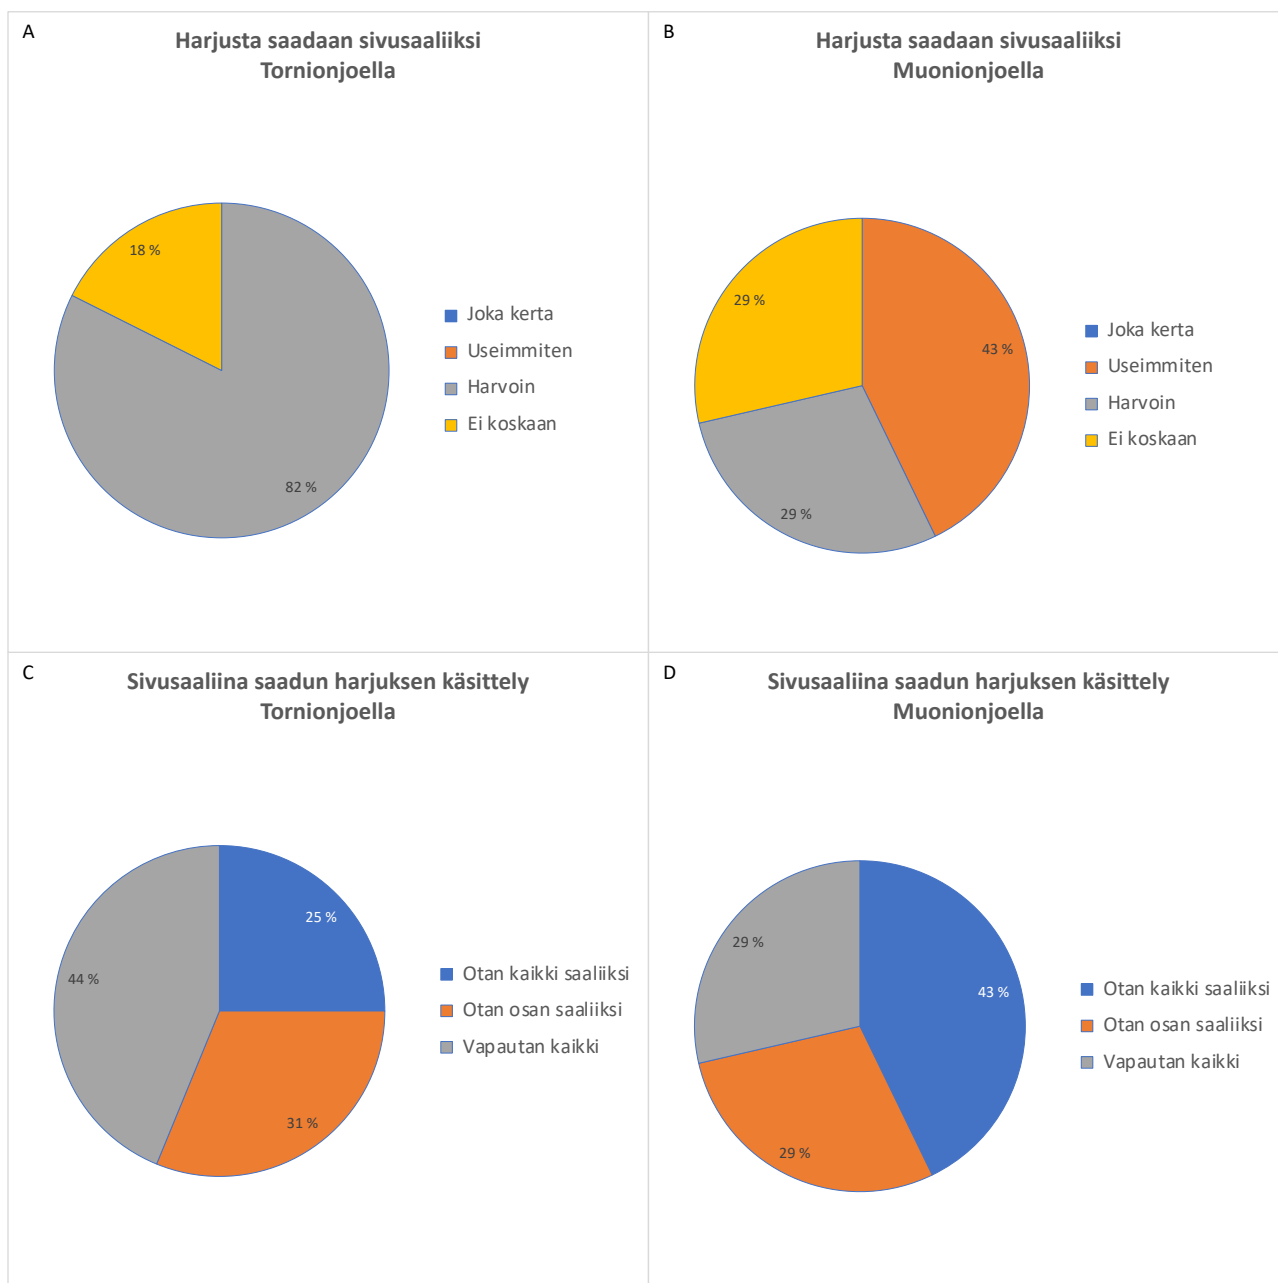 A
Harjusta saadaan sivusaaliiksi
Tornionjoella
18 %
82 %
Joka kerta
Useimmiten
Harvoin
Ei koskaan
B
Harjusta saadaan sivusaaliiksi
Muonionjoella
29 %
43 %
29 %
Joka kerta
Useimmiten
Harvoin
Ei koskaan
C
Sivusaaliina saadun harjuksen käsittely
Tornionjoella
25 %
44 %
31 %
Otan kaikki saaliiksi
Otan osan saaliiksi
Vapautan kaikki
D
Sivusaaliina saadun harjuksen käsittely
Muonionjoella
29 %
43 %
29 %
Otan kaikki saaliiksi
Otan osan saaliiksi
Vapautan kaikki